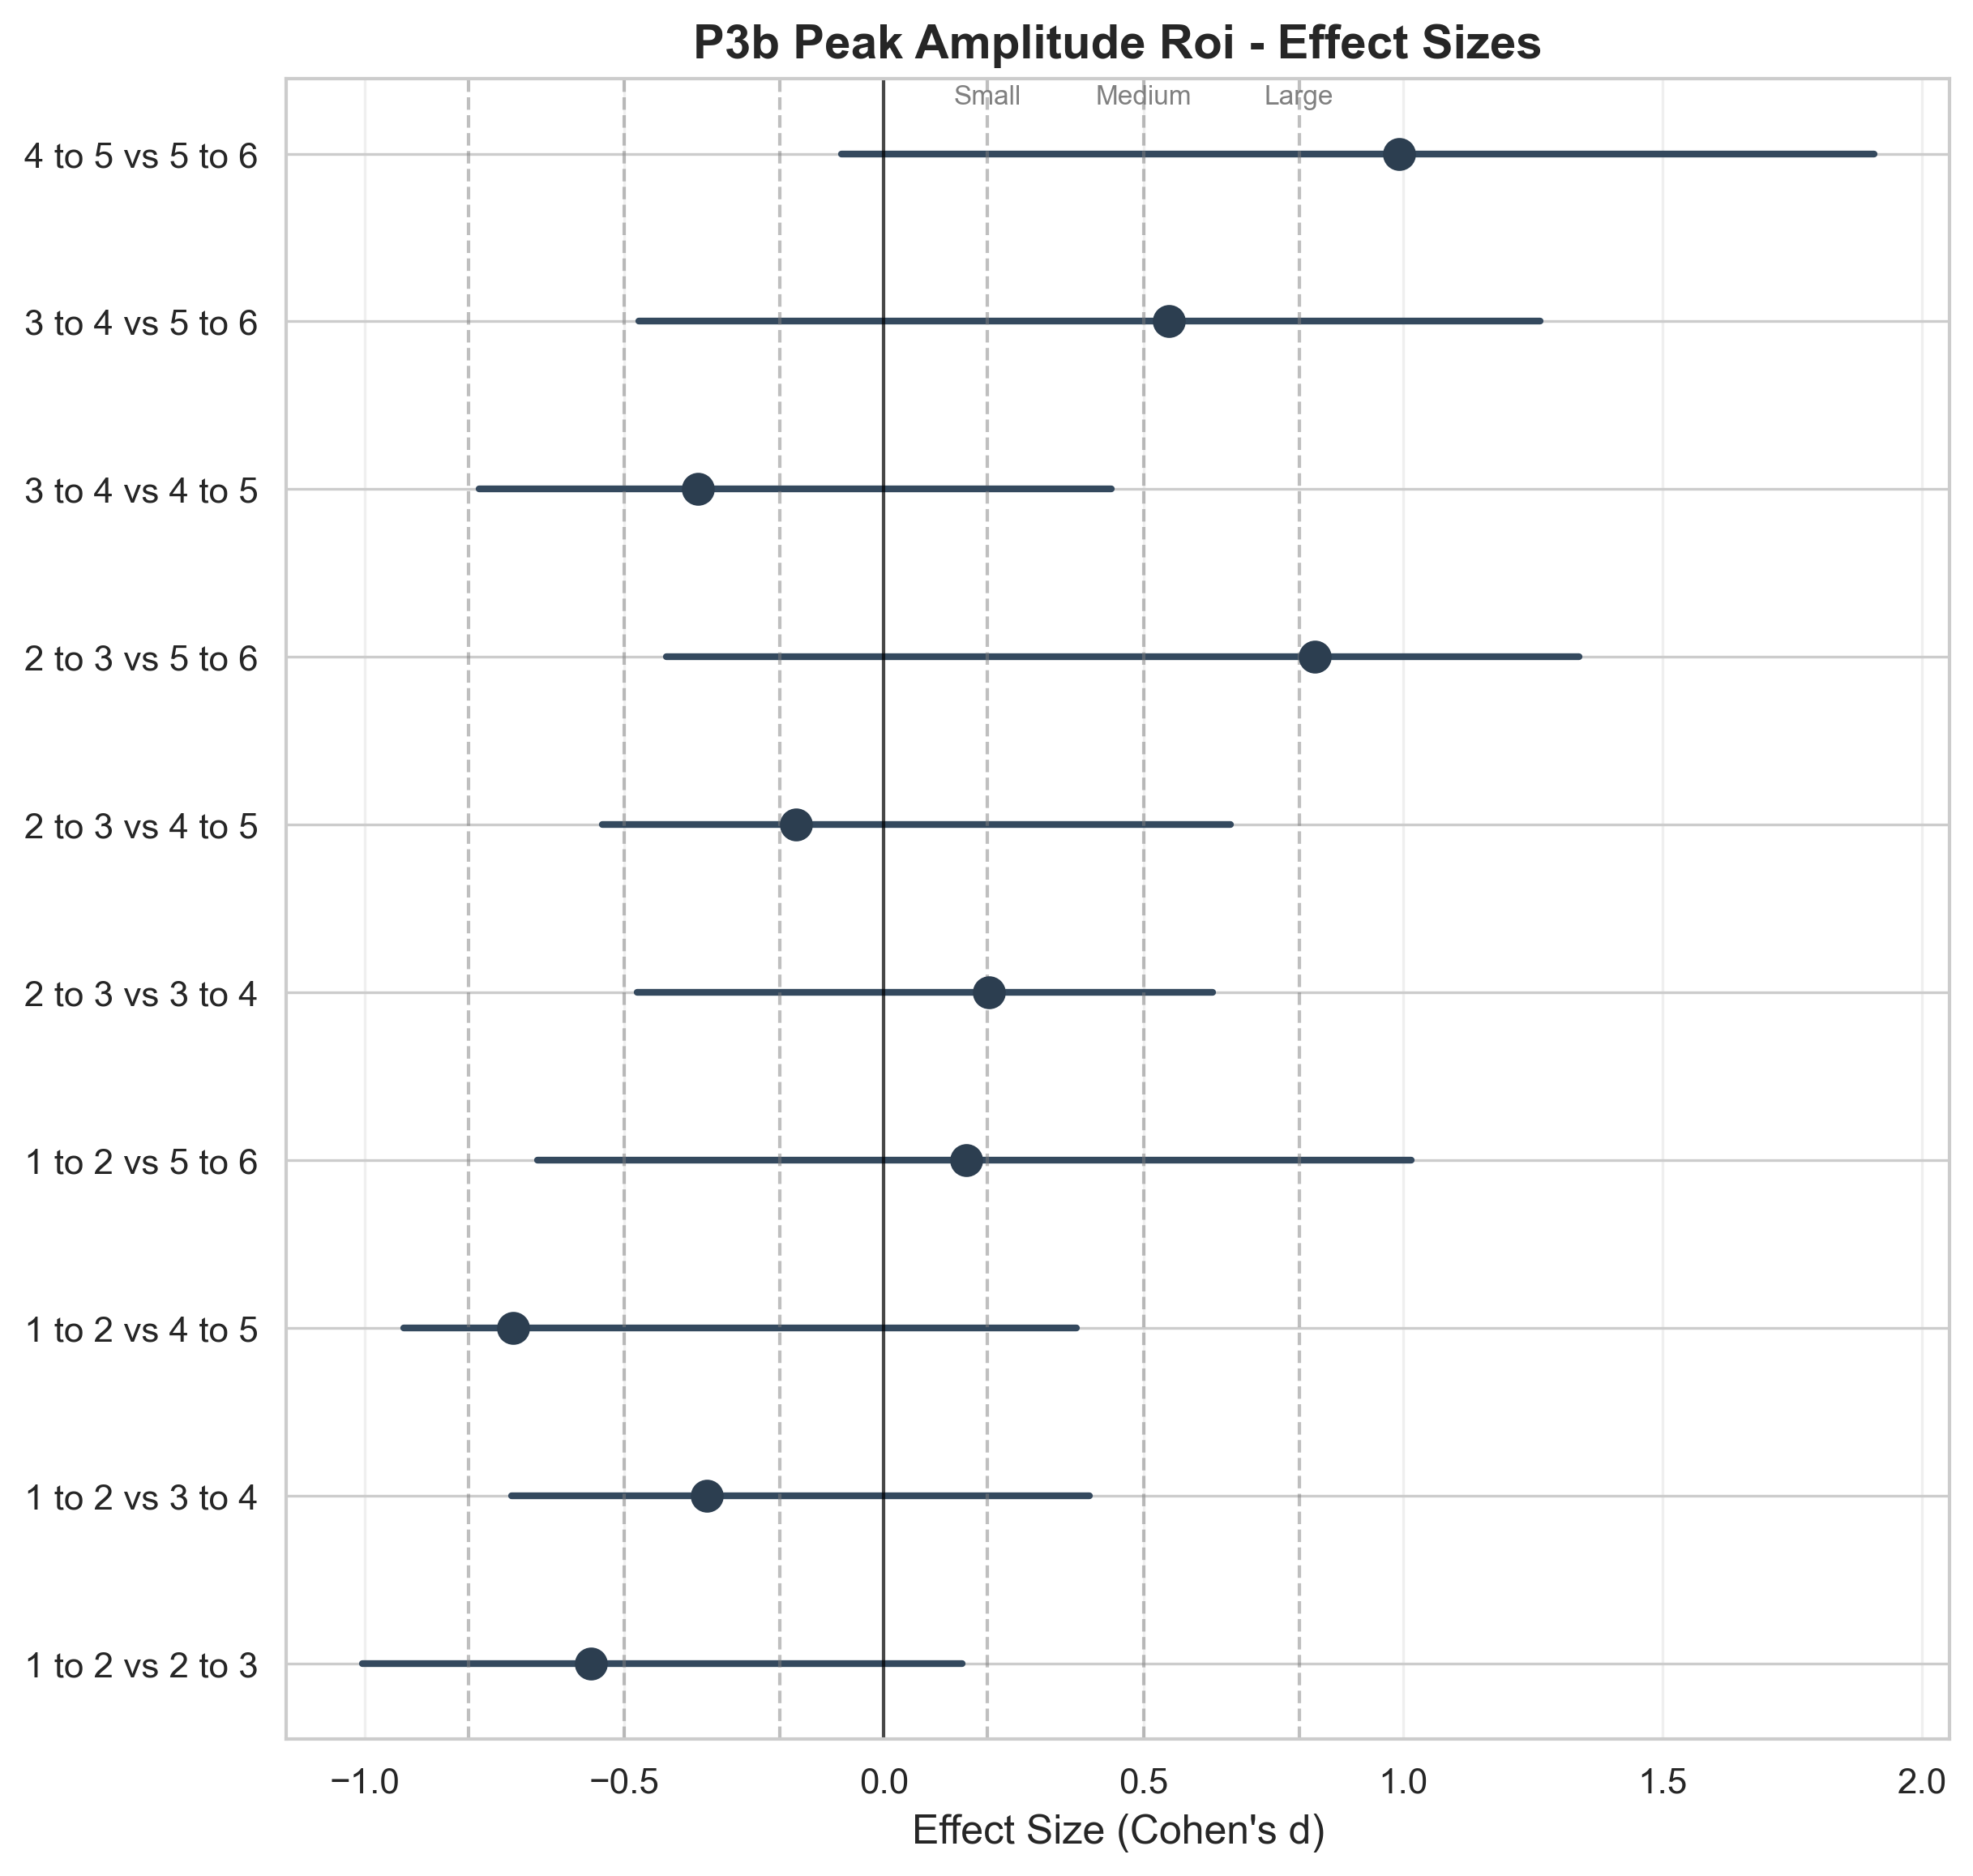 P3b Peak Amplitude Roi - Effect Sizes
Small Medium Large
4 to 5 vs 5 to 6
3 to 4 vs 5 to 6
3 to 4 vs 4 to 5
2 to 3 vs 5 to 6
2 to 3 vs 4 to 5
2 to 3 vs 3 to 4
1 to 2 vs 5 to 6
1 to 2 vs 4 to 5
1 to 2 vs 3 to 4
1 to 2 vs 2 to 3
−1.0 −0.5 0.0 0.5 1.0 1.5 2.0
Effect Size (Cohen's d)